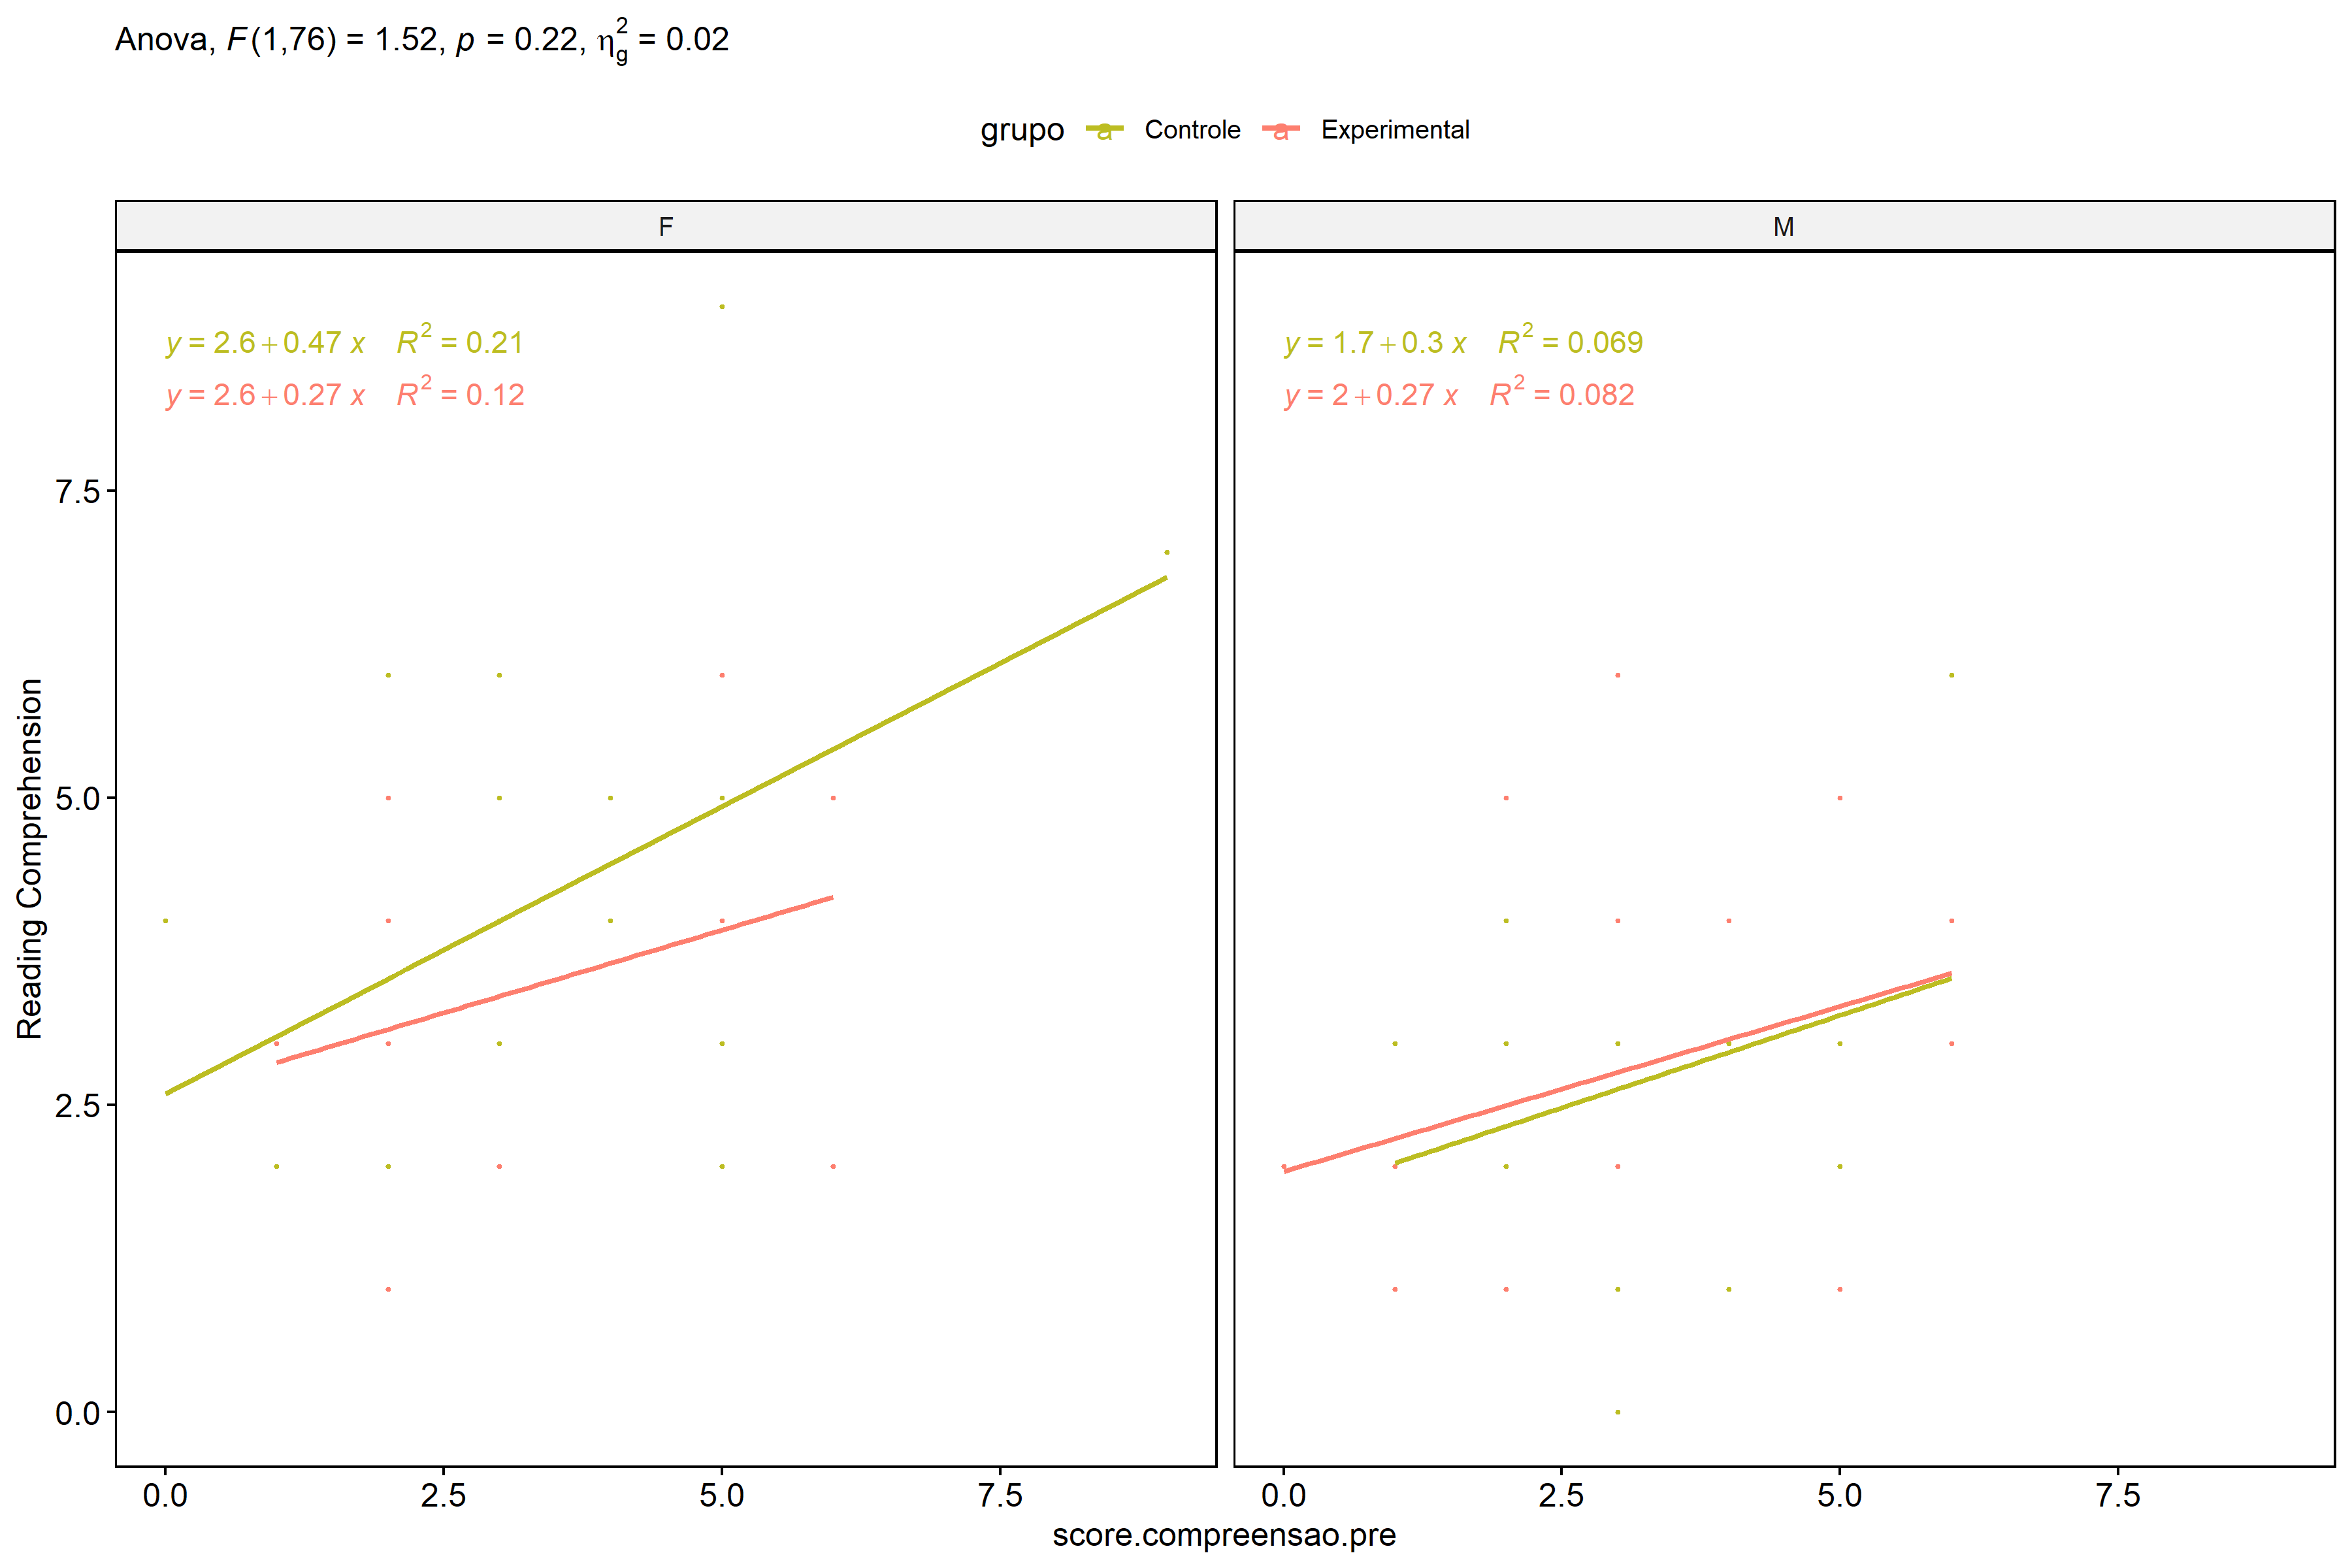 Anova, F(1,76) = 1.52, p = 0.22, η²g = 0.02
grupo a Controle a Experimental
F
M
y = 2.6 + 0.47 x R² = 0.21
y = 2.6 + 0.27 x R² = 0.12
y = 1.7 + 0.3 x R² = 0.069
y = 2 + 0.27 x R² = 0.082
Reading Comprehension
7.5
5.0
2.5
0.0
0.0 2.5 5.0 7.5
0.0 2.5 5.0 7.5
score.compreensao.pre